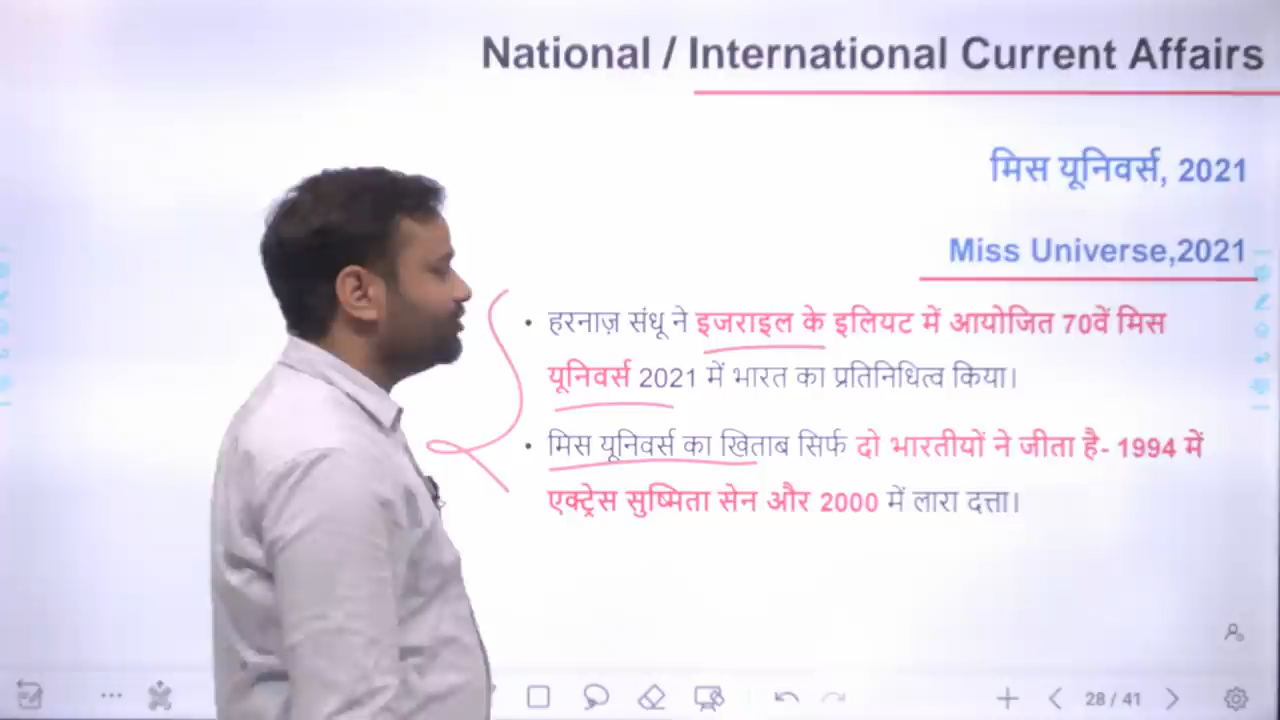 National / International Current Affairs
मिस यूनिवर्स, 2021
Miss Universe,2021
• हरनाज़ संधू ने इजराइल के इलियट में आयोजित 70वें मिस
यूनिवर्स 2021 में भारत का प्रतिनिधित्व किया।
• मिस यूनिवर्स का खिताब सिर्फ दो भारतीयों ने जीता है- 1994 में
एक्ट्रेस सुष्मिता सेन और 2000 में लारा दत्ता।
28 / 41